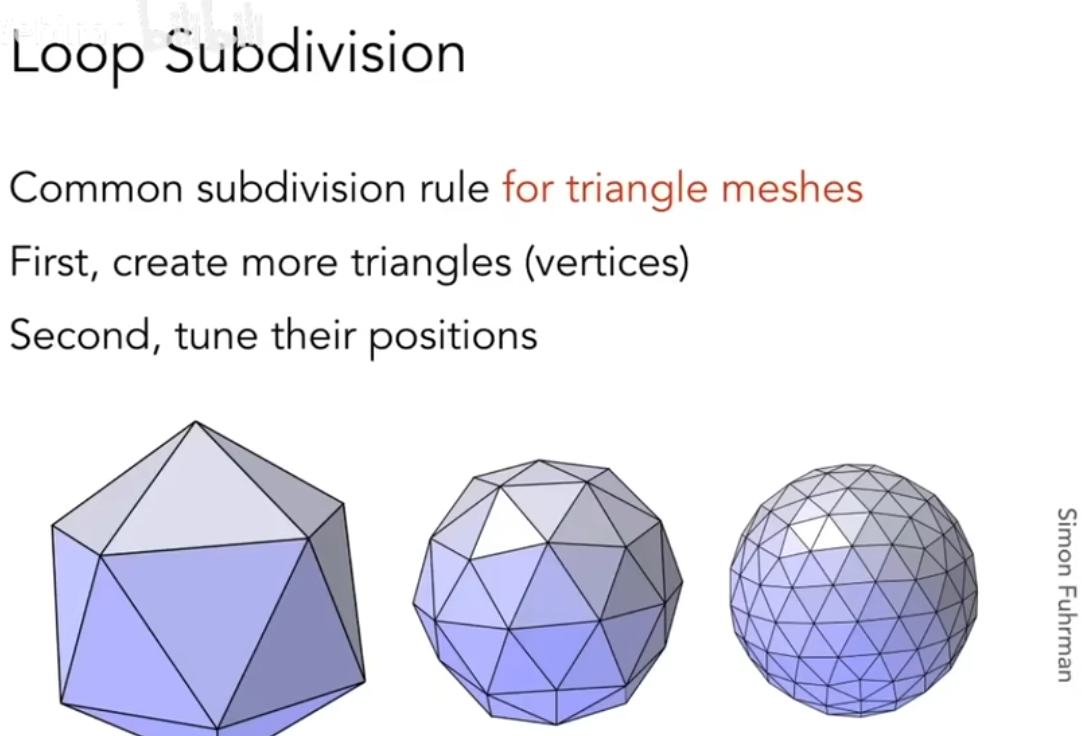 Loop Subdivision
Common subdivision rule for triangle meshes
First, create more triangles (vertices)
Second, tune their positions
Simon Fuhrman